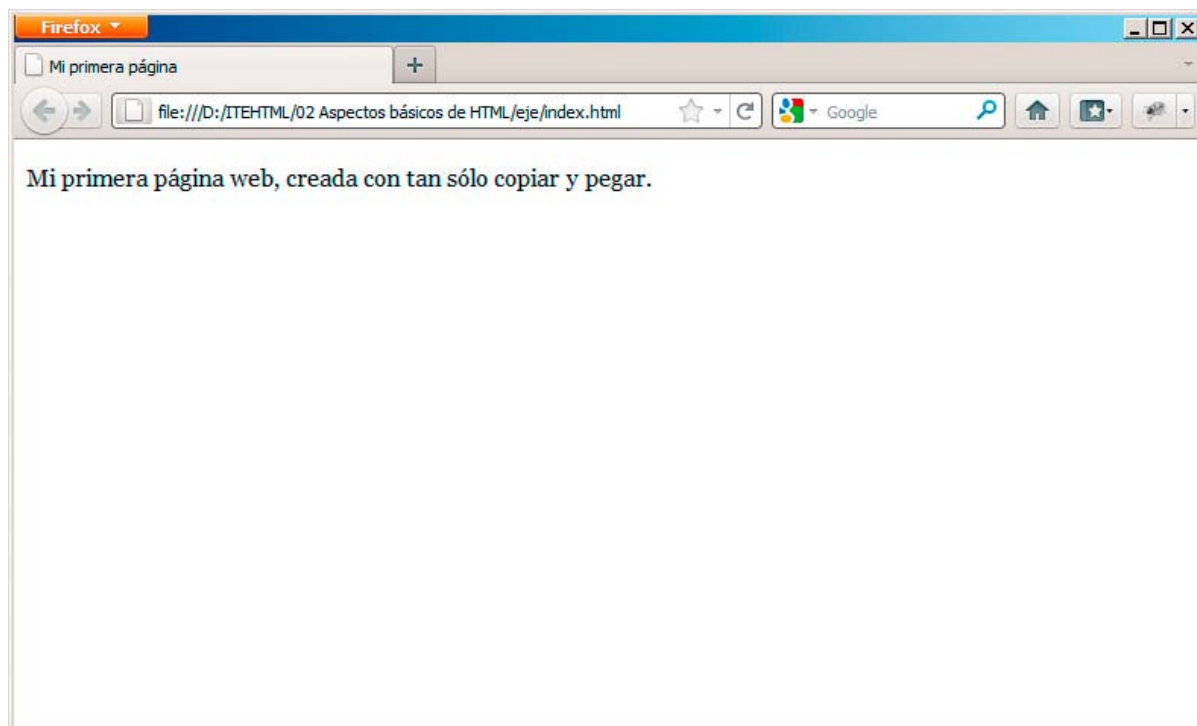 Firefox
Mi primera página
file:///D:/ITEHTML/02 Aspectos básicos de HTML/eje/index.html
Google
Mi primera página web, creada con tan sólo copiar y pegar.